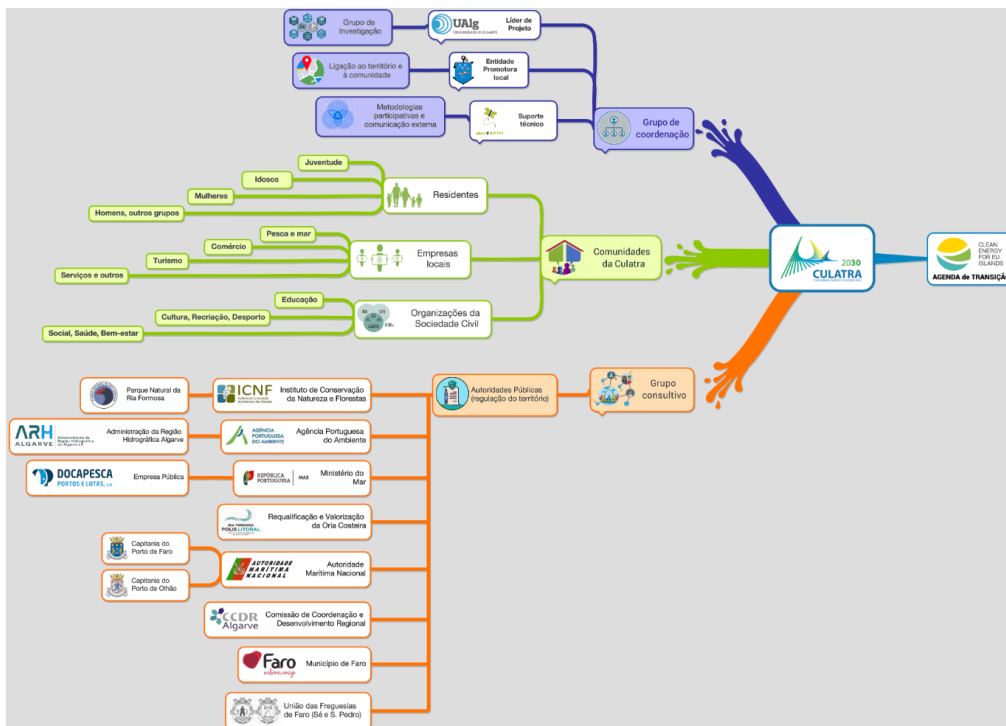 Grupo de
Investigação
UAlg
UNIVERSIDADE DO ALGARVE
Líder de
Projeto
Ligação ao território e
à comunidade
Entidade
Promotora
local
Metodologias
participativas e
comunicação externa
Suporte
técnico
Grupo de
coordenação
Juventude
Idosos
Mulheres
Homens, outros grupos
Residentes
Pesca e mar
Comércio
Turismo
Serviços e outros
Empresas
locais
Educação
Cultura, Recriação, Desporto
Social, Saúde, Bem-estar
Organizações da
Sociedade Civil
Comunidades
da Culatra
2030
CULATRA
CLEAN
ENERGY
FOR EU
ISLANDS
AGENDA de TRANSIÇÃO
Grupo
consultivo
Autoridades Públicas
(regulação do território)
Parque Natural da
Ria Formosa
ICNF
Instituto de Conservação
da Natureza e Florestas
ARH
ALGARVE
Administração da Região
Hidrográfica Algarve
AGÊNCIA
PORTUGUESA
DO AMBIENTE
Agência Portuguesa
do Ambiente
DOCAPESCA
PORTOS E LOTAS, S.A.
Empresa Pública
REPÚBLICA
PORTUGUESA
MAR
Ministério do
Mar
RIA FORMOSA
POLIS LITORAL
Requalificação e Valorização
da Orla Costeira
Capitania do
Porto de Faro
Capitania do
Porto de Olhão
AUTORIDADE
MARÍTIMA
NACIONAL
Autoridade
Marítima Nacional
CCDR
Algarve
Comissão de Coordenação e
Desenvolvimento Regional
Faro
Município de Faro
União das Freguesias
de Faro (Sé e S. Pedro)